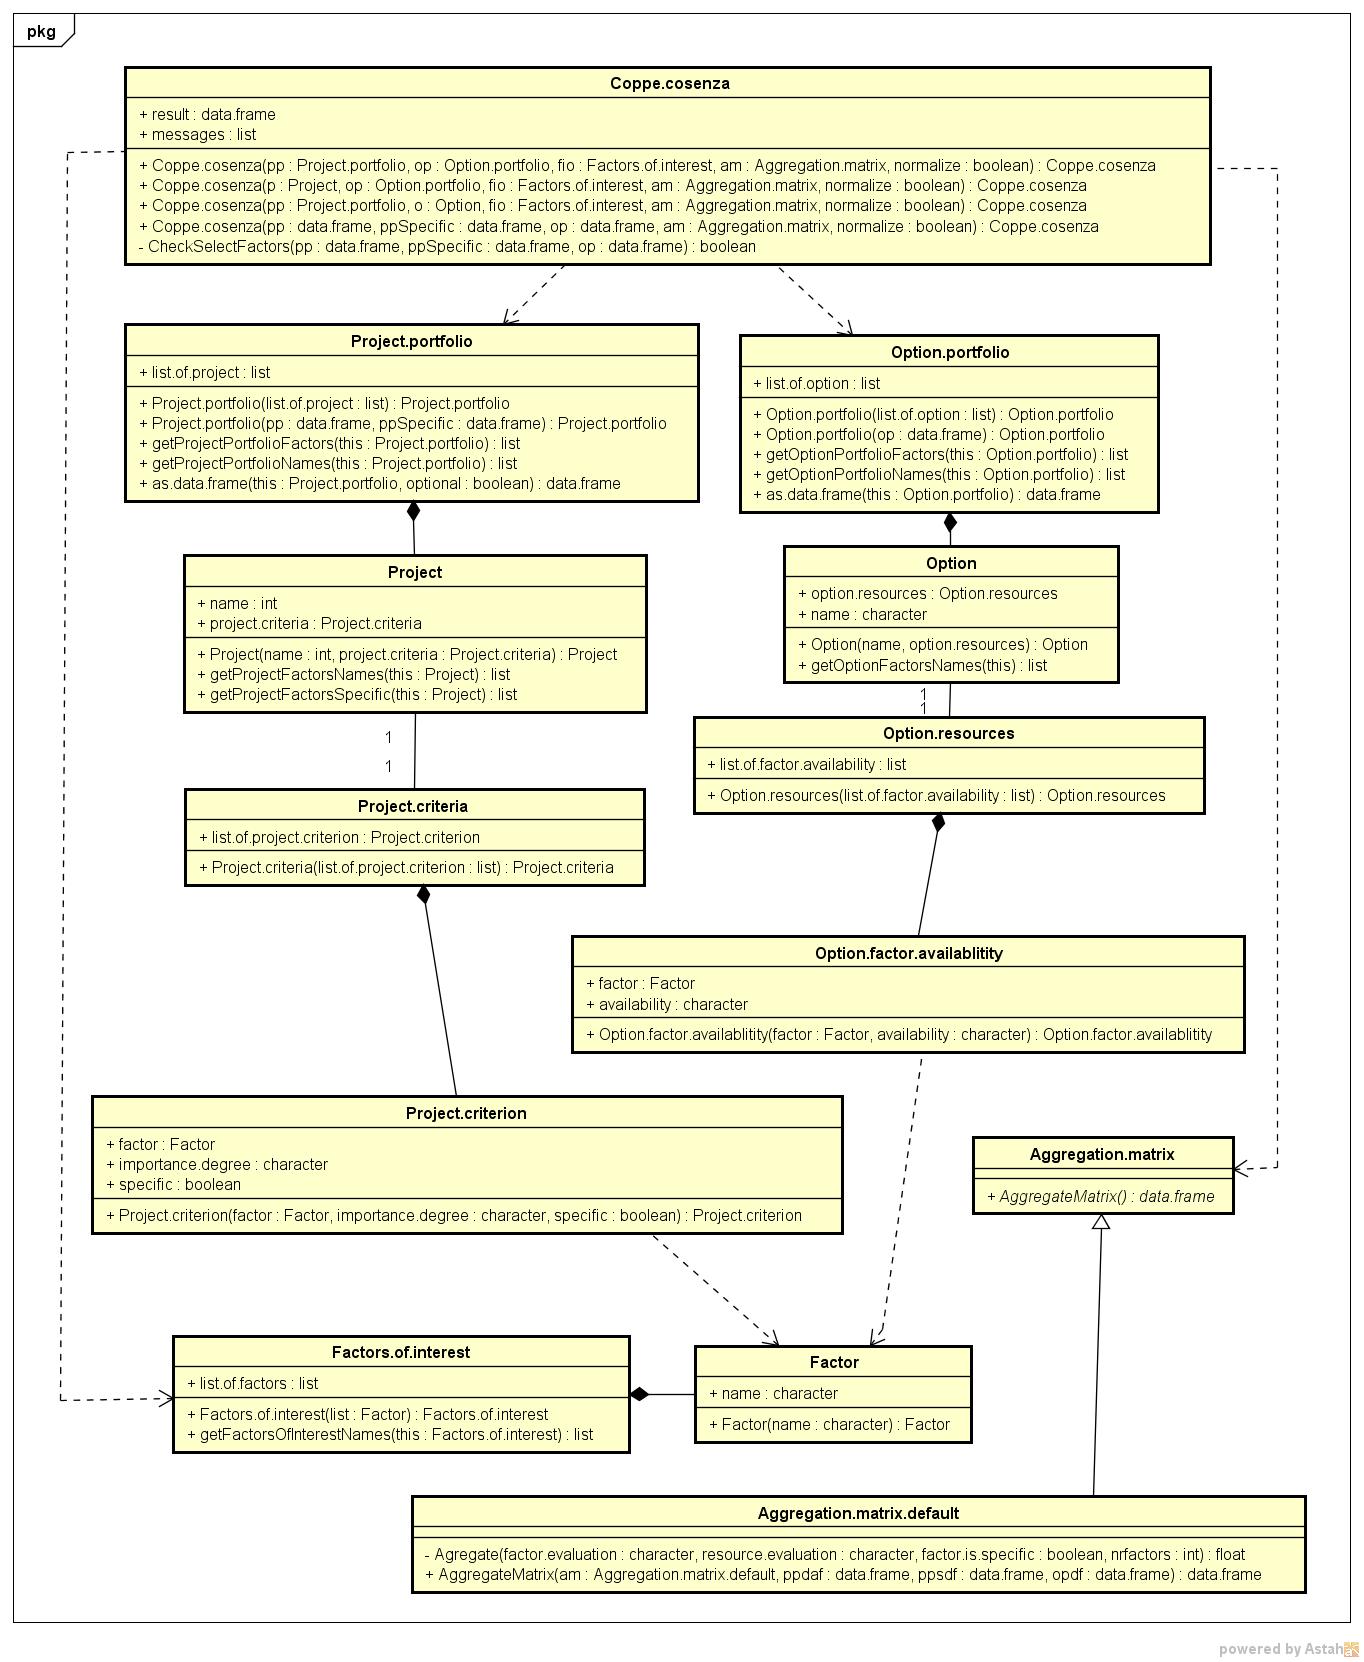 pkg
Coppe.cosenza
+ result : data.frame
+ messages : list
+ Coppe.cosenza(pp : Project.portfolio, op : Option.portfolio, fio : Factors.of.interest, am : Aggregation.matrix, normalize : boolean) : Coppe.cosenza
+ Coppe.cosenza(p : Project, op : Option.portfolio, fio : Factors.of.interest, am : Aggregation.matrix, normalize : boolean) : Coppe.cosenza
+ Coppe.cosenza(pp : Project.portfolio, o : Option, fio : Factors.of.interest, am : Aggregation.matrix, normalize : boolean) : Coppe.cosenza
+ Coppe.cosenza(pp : data.frame, ppSpecific : data.frame, op : data.frame, am : Aggregation.matrix, normalize : boolean) : Coppe.cosenza
- CheckSelectFactors(pp : data.frame, ppSpecific : data.frame, op : data.frame) : boolean
Project.portfolio
+ list.of.project : list
+ Project.portfolio(list.of.project : list) : Project.portfolio
+ Project.portfolio(pp : data.frame, ppSpecific : data.frame) : Project.portfolio
+ getProjectPortfolioFactors(this : Project.portfolio) : list
+ getProjectPortfolioNames(this : Project.portfolio) : list
+ as.data.frame(this : Project.portfolio, optional : boolean) : data.frame
Option.portfolio
+ list.of.option : list
+ Option.portfolio(list.of.option : list) : Option.portfolio
+ Option.portfolio(op : data.frame) : Option.portfolio
+ getOptionPortfolioFactors(this : Option.portfolio) : list
+ getOptionPortfolioNames(this : Option.portfolio) : list
+ as.data.frame(this : Option.portfolio) : data.frame
Project
+ name : int
+ project.criteria : Project.criteria
+ Project(name : int, project.criteria : Project.criteria) : Project
+ getProjectFactorsNames(this : Project) : list
+ getProjectFactorsSpecific(this : Project) : list
Option
+ option.resources : Option.resources
+ name : character
+ Option(name, option.resources) : Option
+ getOptionFactorsNames(this) : list
1
1
1
1
Option.resources
+ list.of.factor.availability : list
+ Option.resources(list.of.factor.availability : list) : Option.resources
Project.criteria
+ list.of.project.criterion : Project.criterion
+ Project.criteria(list.of.project.criterion : list) : Project.criteria
Option.factor.availablitity
+ factor : Factor
+ availability : character
+ Option.factor.availablitity(factor : Factor, availability : character) : Option.factor.availablitity
Project.criterion
+ factor : Factor
+ importance.degree : character
+ specific : boolean
+ Project.criterion(factor : Factor, importance.degree : character, specific : boolean) : Project.criterion
Aggregation.matrix
+ AggregateMatrix() : data.frame
Factors.of.interest
+ list.of.factors : list
+ Factors.of.interest(list : Factor) : Factors.of.interest
+ getFactorsOfInterestNames(this : Factors.of.interest) : list
Factor
+ name : character
+ Factor(name : character) : Factor
Aggregation.matrix.default
- Agregate(factor.evaluation : character, resource.evaluation : character, factor.is.specific : boolean, nrfactors : int) : float
+ AggregateMatrix(am : Aggregation.matrix.default, ppdaf : data.frame, ppsdf : data.frame, opdf : data.frame) : data.frame
powered by Astah